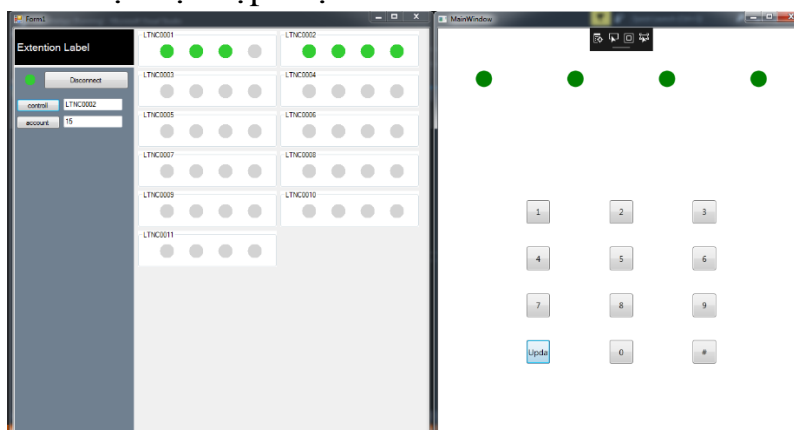 Form1
Extention Label
Disconnect
controll LTNC0002
account 15
LTNC0001 LTNC0002
LTNC0003 LTNC0004
LTNC0005 LTNC0006
LTNC0007 LTNC0008
LTNC0009 LTNC0010
LTNC0011
MainWindow
1 2 3
4 5 6
7 8 9
Upda 0 #